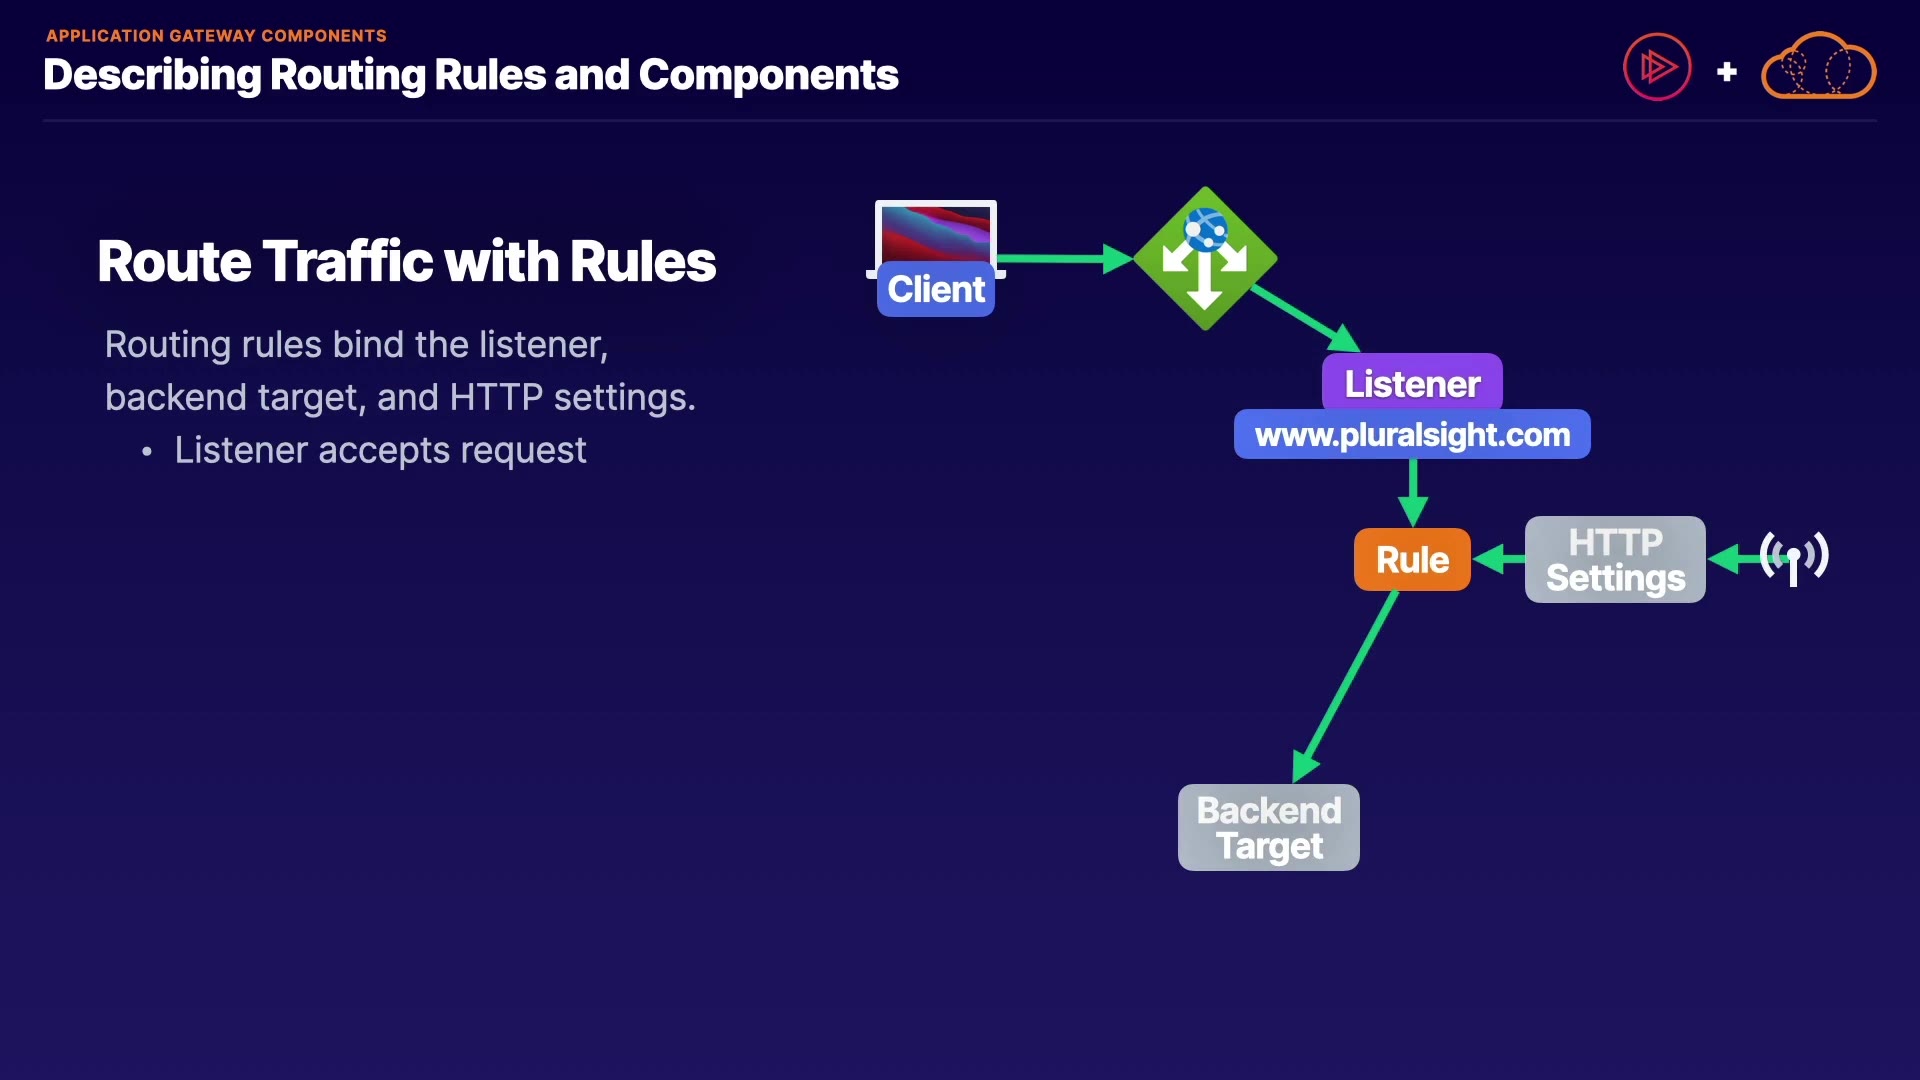 APPLICATION GATEWAY COMPONENTS
Describing Routing Rules and Components
Route Traffic with Rules
Routing rules bind the listener,
backend target, and HTTP settings.
• Listener accepts request
Client
Listener
www.pluralsight.com
Rule
HTTP
Settings
Backend
Target